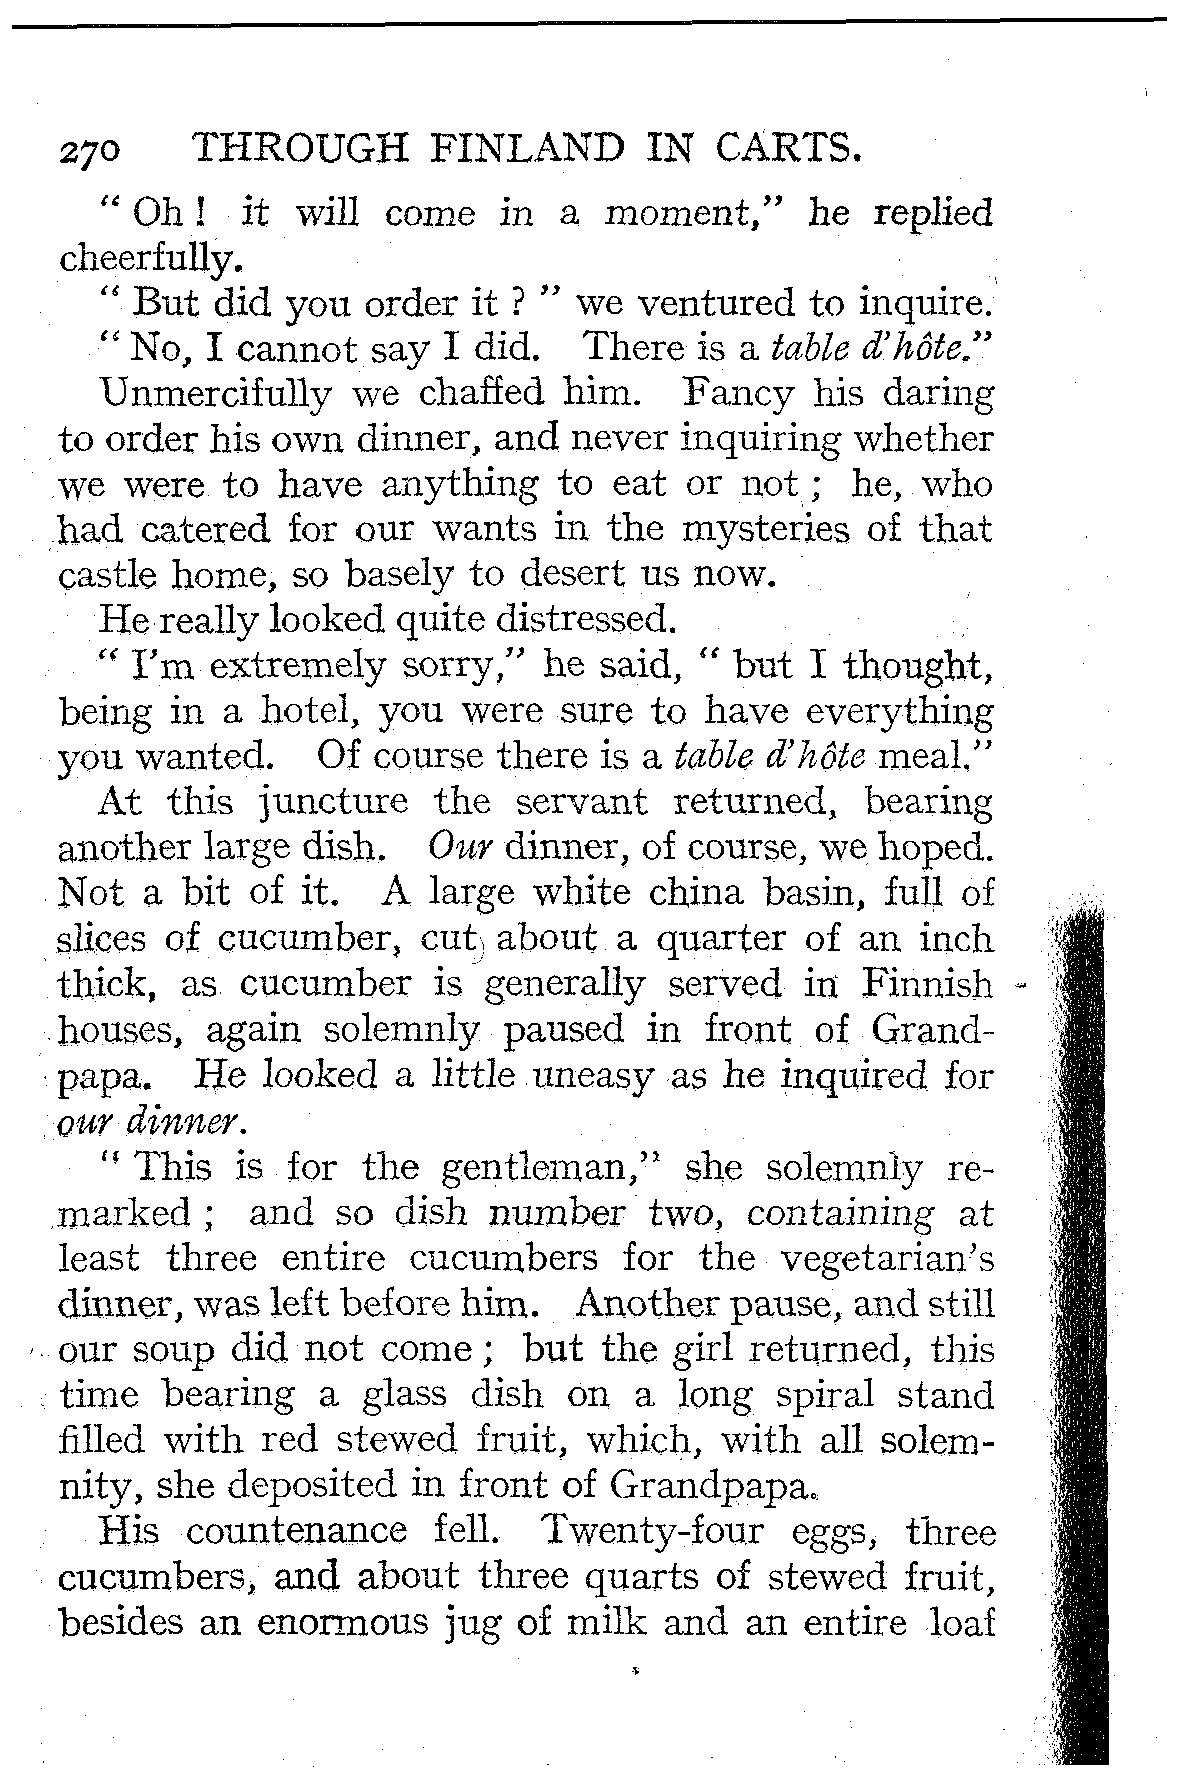 270 THROUGH FINLAND IN CARTS.
“ Oh ! it will come in a moment,” he replied
cheerfully.
“ But did you order it ? ” we ventured to inquire.
“ No, I cannot say I did. There is a table d’hôte.”
Unmercifully we chaffed him. Fancy his daring
to order his own dinner, and never inquiring whether
we were to have anything to eat or not ; he, who
had catered for our wants in the mysteries of that
castle home, so basely to desert us now.
He really looked quite distressed.
“ I’m extremely sorry,” he said, “ but I thought,
being in a hotel, you were sure to have everything
you wanted. Of course there is a table d’hôte meal.”
At this juncture the servant returned, bearing
another large dish. Our dinner, of course, we hoped.
Not a bit of it. A large white china basin, full of
slices of cucumber, cut about a quarter of an inch
thick, as cucumber is generally served in Finnish
houses, again solemnly paused in front of Grand-
papa. He looked a little uneasy as he inquired for
our dinner.
“ This is for the gentleman,” she solemnly re-
marked ; and so dish number two, containing at
least three entire cucumbers for the vegetarian’s
dinner, was left before him. Another pause, and still
our soup did not come ; but the girl returned, this
time bearing a glass dish on a long spiral stand
filled with red stewed fruit, which, with all solem-
nity, she deposited in front of Grandpapa.
His countenance fell. Twenty-four eggs, three
cucumbers, and about three quarts of stewed fruit,
besides an enormous jug of milk and an entire loaf